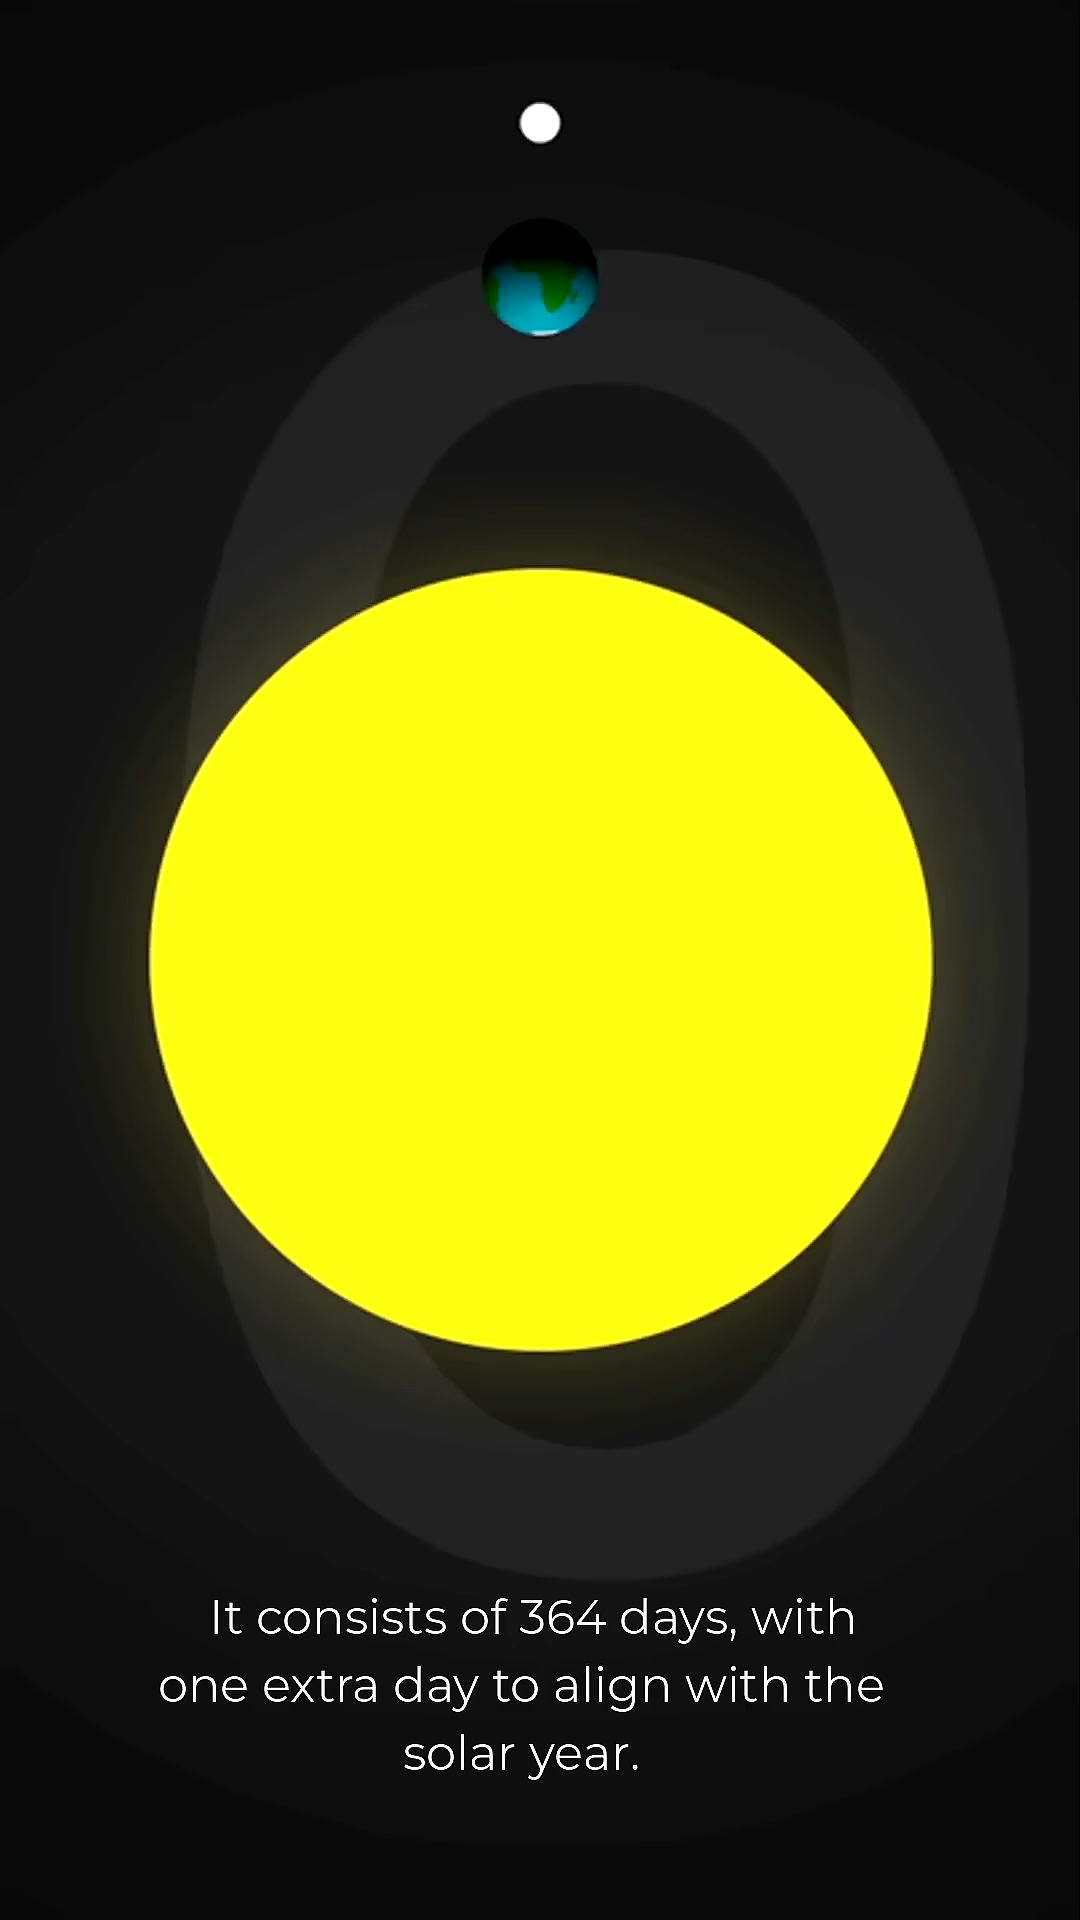 It consists of 364 days, with
one extra day to align with the
solar year.